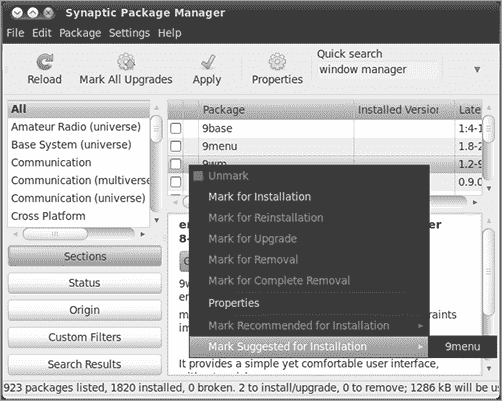 Synaptic Package Manager
File Edit Package Settings Help
Quick search
window manager
Reload Mark All Upgrades Apply Properties
All
Amateur Radio (universe)
Base System (universe)
Communication
Communication (multiverse
Communication (universe)
Cross Platform
Sections
Status
Origin
Custom Filters
Search Results
Package Installed Version Late
9base 1:4-1
9menu 1.8-2
9wm 1.2-9
0.9.0
Unmark
Mark for Installation
Mark for Reinstallation
Mark for Upgrade
Mark for Removal
Mark for Complete Removal
Properties
Mark Recommended for Installation
Mark Suggested for Installation
9menu
It provides a simple yet comfortable user interface,
923 packages listed, 1820 installed, 0 broken. 2 to install/upgrade, 0 to remove; 1286 kB will be us